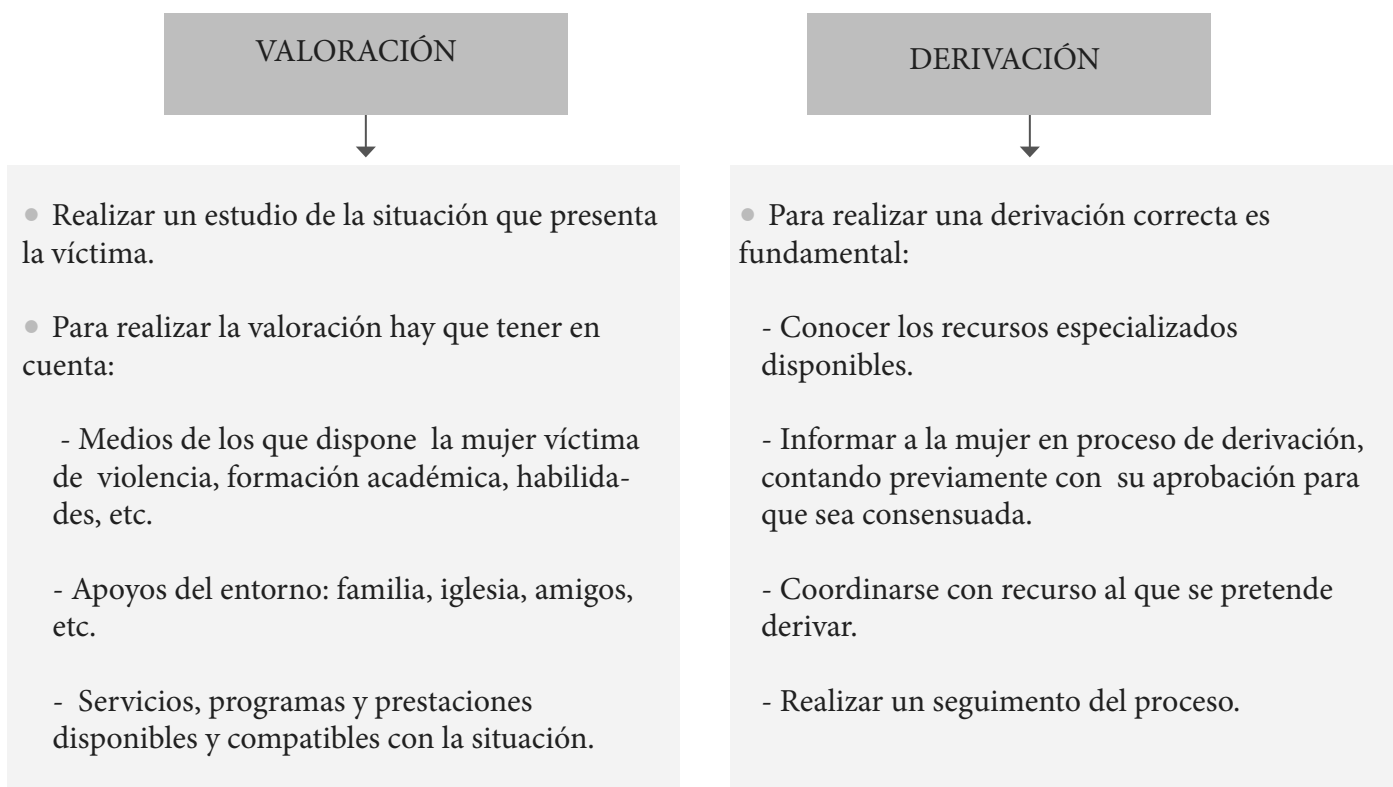 VALORACIÓN
• Realizar un estudio de la situación que presenta
la víctima.
• Para realizar la valoración hay que tener en
cuenta:
- Medios de los que dispone la mujer víctima
de violencia, formación académica, habilida-
des, etc.
- Apoyos del entorno: familia, iglesia, amigos,
etc.
- Servicios, programas y prestaciones
disponibles y compatibles con la situación.
DERIVACIÓN
• Para realizar una derivación correcta es
fundamental:
- Conocer los recursos especializados
disponibles.
- Informar a la mujer en proceso de derivación,
contando previamente con su aprobación para
que sea consensuada.
- Coordinarse con recurso al que se pretende
derivar.
- Realizar un seguimento del proceso.